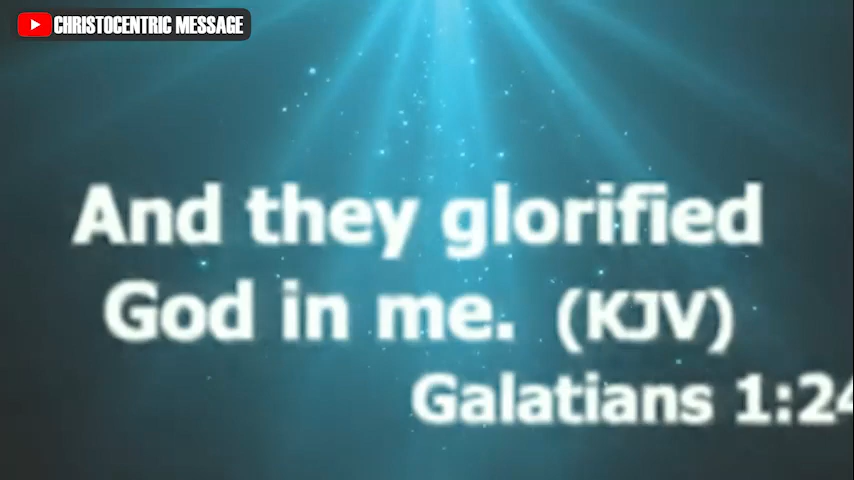 CHRISTOCENTRIC MESSAGE
And they glorified
God in me. (KJV)
Galatians 1:24